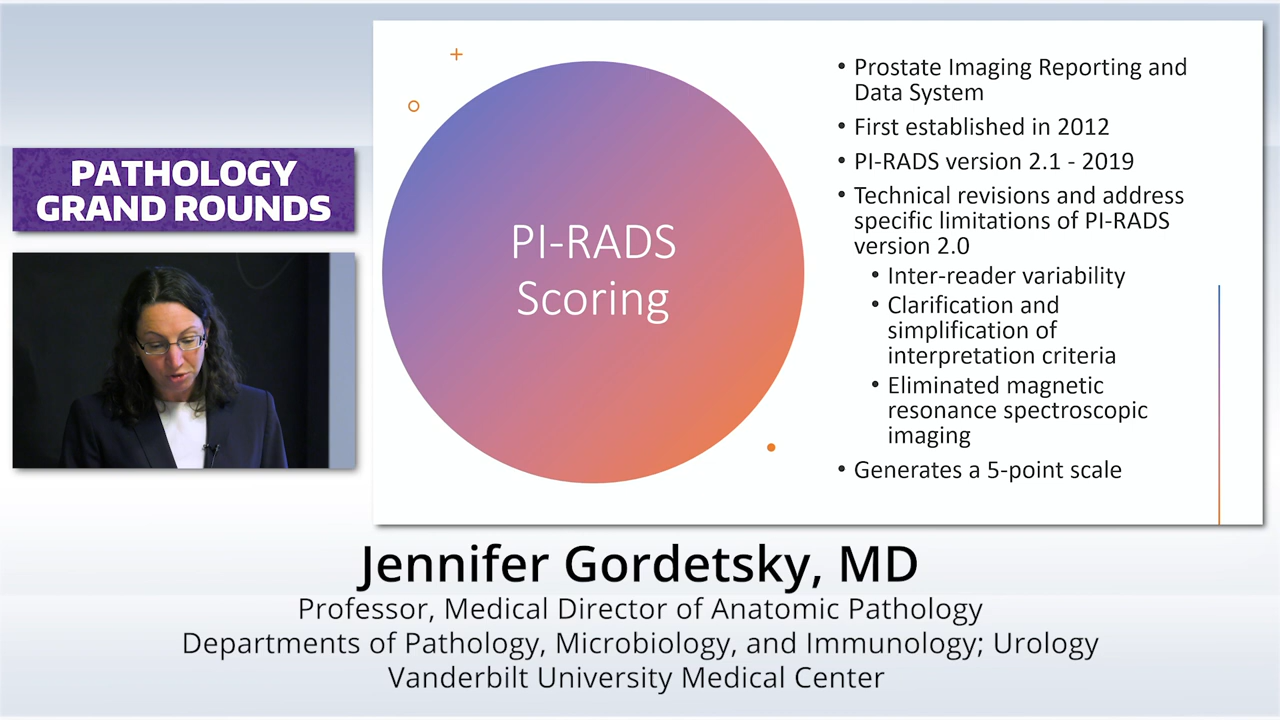 PATHOLOGY
GRAND ROUNDS
PI-RADS
Scoring
• Prostate Imaging Reporting and
Data System
• First established in 2012
• PI-RADS version 2.1 - 2019
• Technical revisions and address
specific limitations of PI-RADS
version 2.0
• Inter-reader variability
• Clarification and
simplification of
interpretation criteria
• Eliminated magnetic
resonance spectroscopic
imaging
• Generates a 5-point scale
Jennifer Gordetsky, MD
Professor, Medical Director of Anatomic Pathology
Departments of Pathology, Microbiology, and Immunology; Urology
Vanderbilt University Medical Center